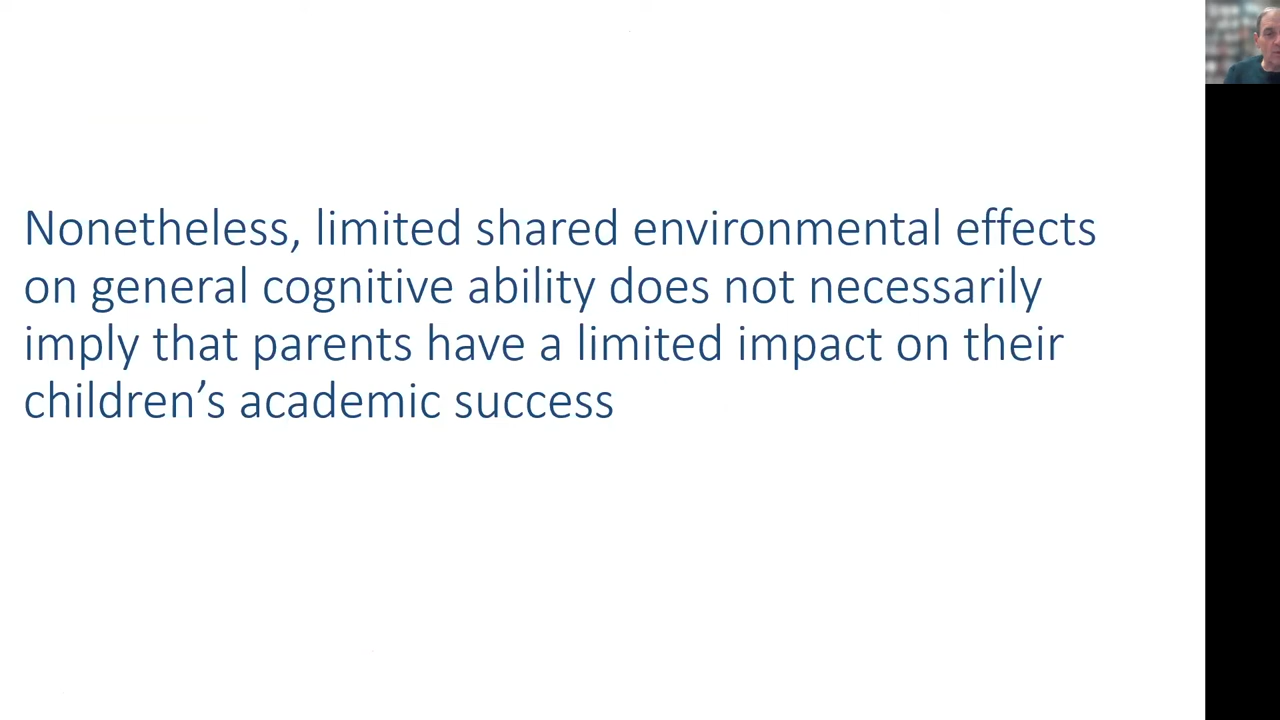 Nonetheless, limited shared environmental effects
on general cognitive ability does not necessarily
imply that parents have a limited impact on their
children’s academic success